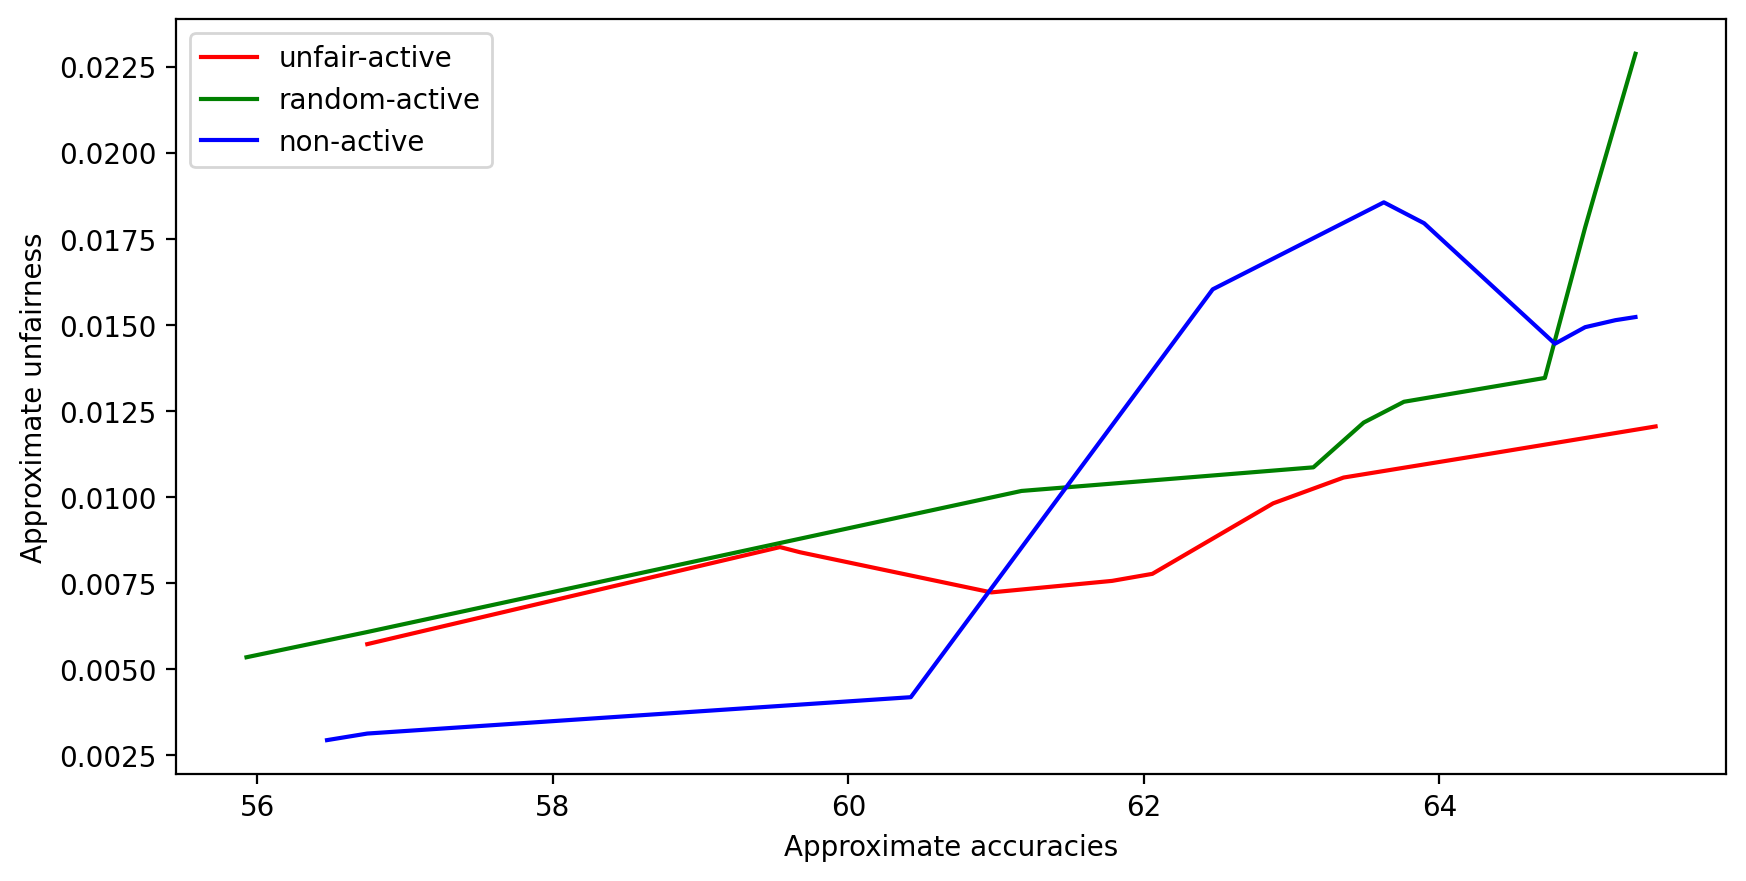 unfair-active
random-active
non-active
Approximate unfairness
0.0225
0.0200
0.0175
0.0150
0.0125
0.0100
0.0075
0.0050
0.0025
56 58 60 62 64
Approximate accuracies